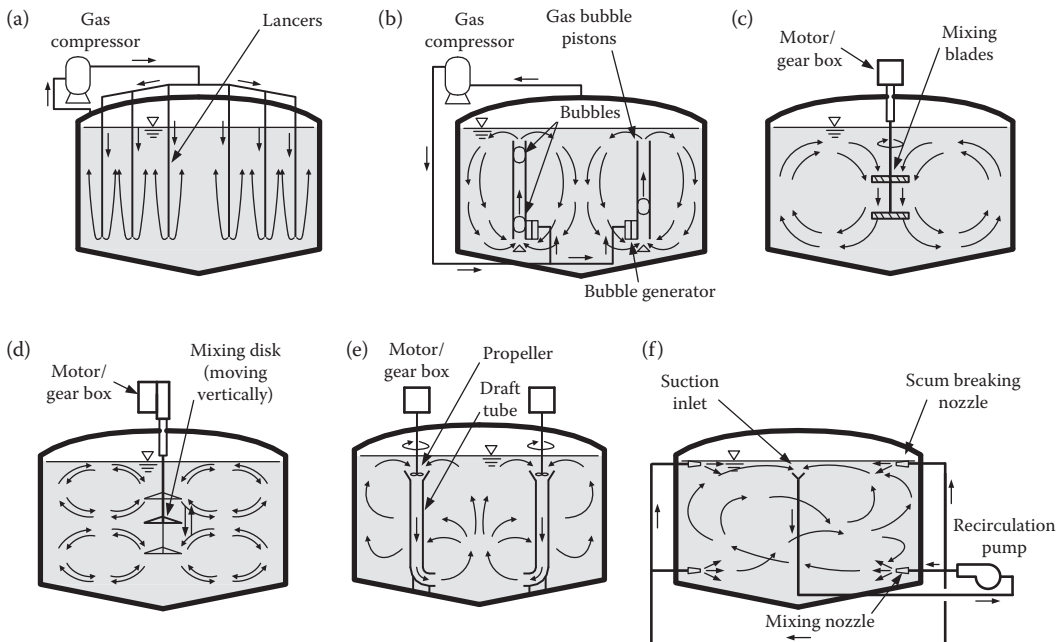 (a)
Gas
compressor
Lancers
(b)
Gas
compressor
Gas bubble
pistons
Bubbles
Bubble generator
(c)
Motor/
gear box
Mixing
blades
(d)
Motor/
gear box
Mixing disk
(moving
vertically)
(e)
Motor/
gear box
Propeller
Draft
tube
(f)
Suction
inlet
Scum breaking
nozzle
Recirculation
pump
Mixing nozzle